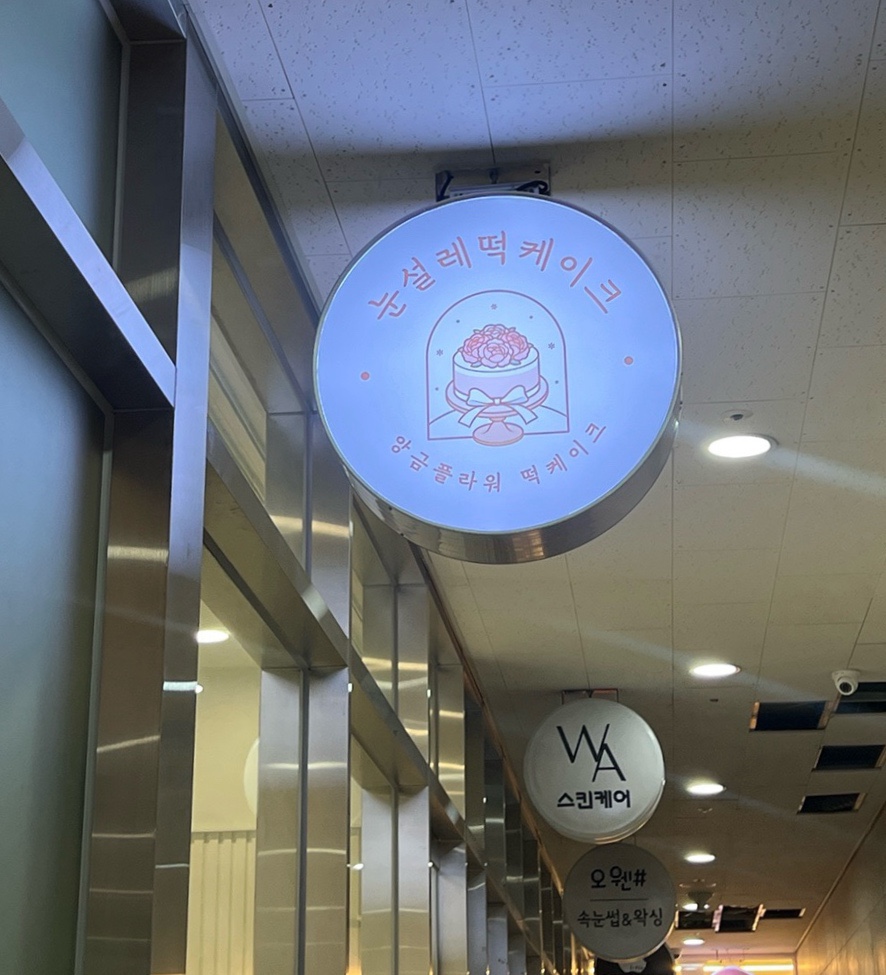 눈설레떡케이크
앙금플라워 떡케이크
WA
스킨케어
오웬#
속눈썹&왁싱